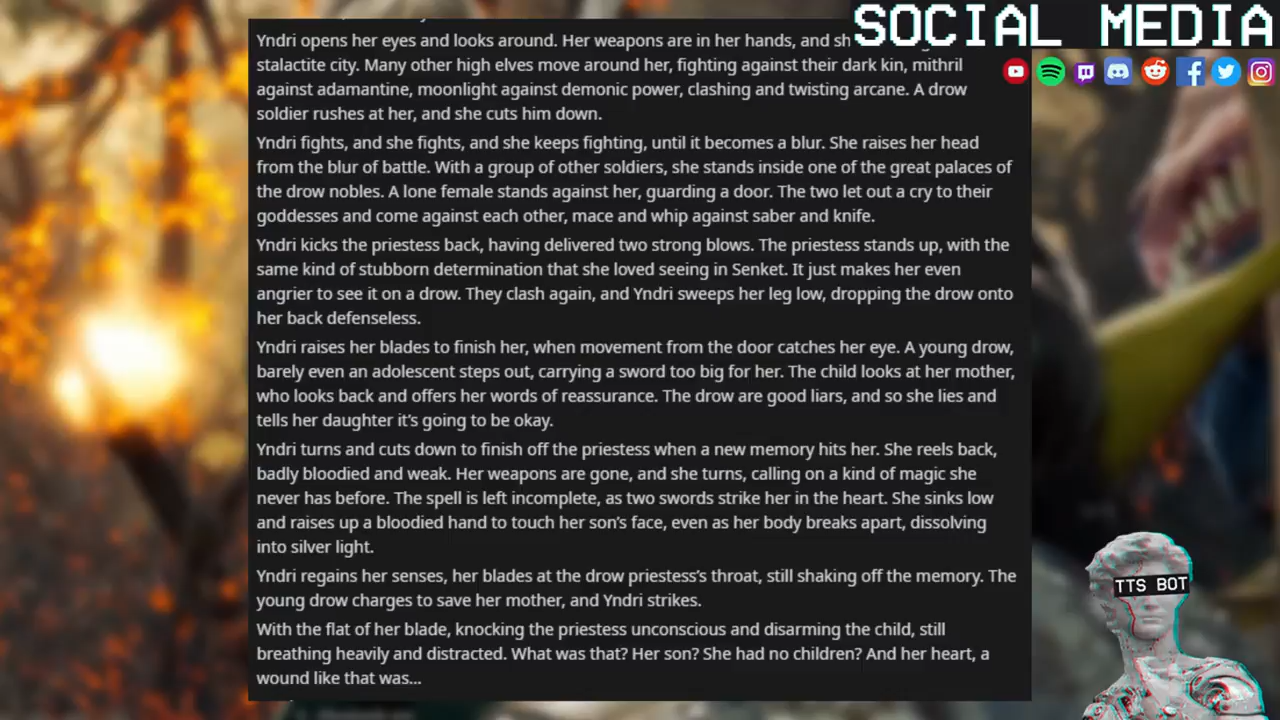 SOCIAL MEDIA
Yndri opens her eyes and looks around. Her weapons are in her hands, and
stalactite city. Many other high elves move around her, fighting against their dark kin, mithril
against adamantine, moonlight against demonic power, clashing and twisting arcane. A drow
soldier rushes at her, and she cuts him down.
Yndri fights, and she fights, and she keeps fighting, until it becomes a blur. She raises her head
from the blur of battle. With a group of other soldiers, she stands inside one of the great palaces of
the drow nobles. A lone female stands against her, guarding a door. The two let out a cry to their
goddesses and come against each other, mace and whip against saber and knife.
Yndri kicks the priestess back, having delivered two strong blows. The priestess stands up, with the
same kind of stubborn determination that she loved seeing in Senket. It just makes her even
angrier to see it on a drow. They clash again, and Yndri sweeps her leg low, dropping the drow onto
her back defenseless.
Yndri raises her blades to finish her, when movement from the door catches her eye. A young drow,
barely even an adolescent steps out, carrying a sword too big for her. The child looks at her mother,
who looks back and offers her words of reassurance. The drow are good liars, and so she lies and
tells her daughter it's going to be okay.
Yndri turns and cuts down to finish off the priestess when a new memory hits her. She reels back,
badly bloodied and weak. Her weapons are gone, and she turns, calling on a kind of magic she
never has before. The spell is left incomplete, as two swords strike her in the heart. She sinks low
and raises up a bloodied hand to touch her son's face, even as her body breaks apart, dissolving
into silver light.
Yndri regains her senses, her blades at the drow priestess's throat, still shaking off the memory. The
young drow charges to save her mother, and Yndri strikes.
With the flat of her blade, knocking the priestess unconscious and disarming the child, still
breathing heavily and distracted. What was that? Her son? She had no children? And her heart, a
wound like that was...
TTS BOT